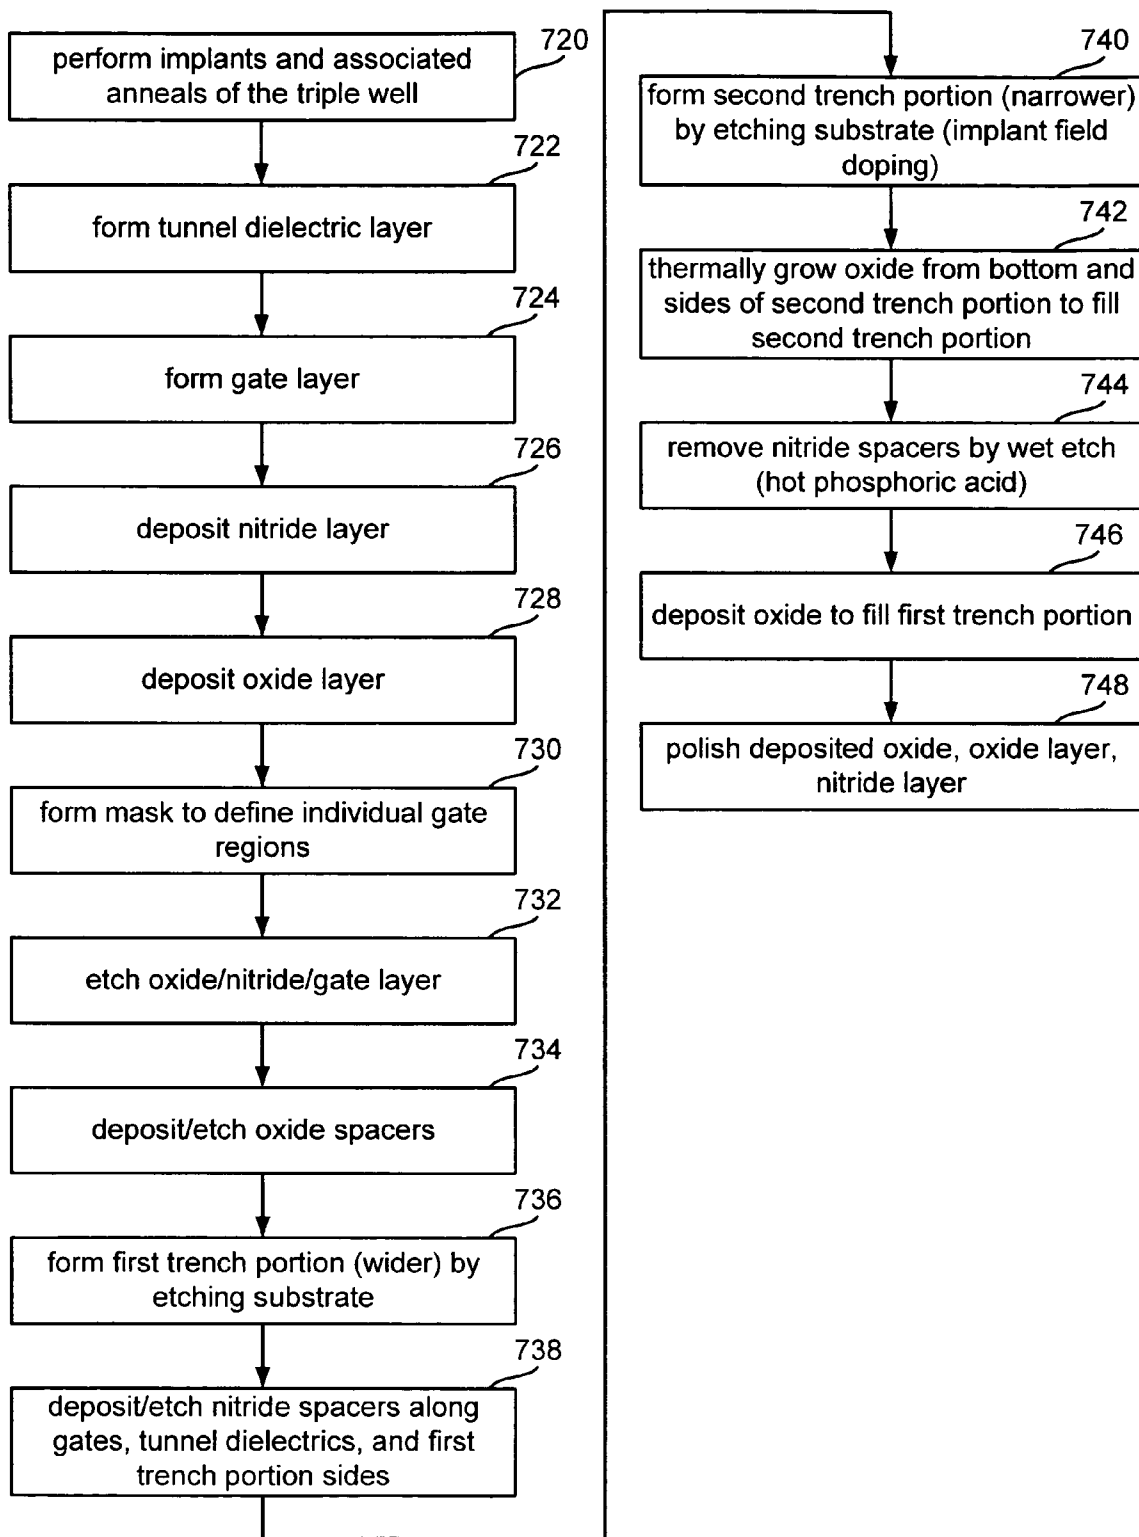 720
perform implants and associated
anneals of the triple well
722
form tunnel dielectric layer
724
form gate layer
726
deposit nitride layer
728
deposit oxide layer
730
form mask to define individual gate
regions
732
etch oxide/nitride/gate layer
734
deposit/etch oxide spacers
736
form first trench portion (wider) by
etching substrate
738
deposit/etch nitride spacers along
gates, tunnel dielectrics, and first
trench portion sides
740
form second trench portion (narrower)
by etching substrate (implant field
doping)
742
thermally grow oxide from bottom and
sides of second trench portion to fill
second trench portion
744
remove nitride spacers by wet etch
(hot phosphoric acid)
746
deposit oxide to fill first trench portion
748
polish deposited oxide, oxide layer,
nitride layer